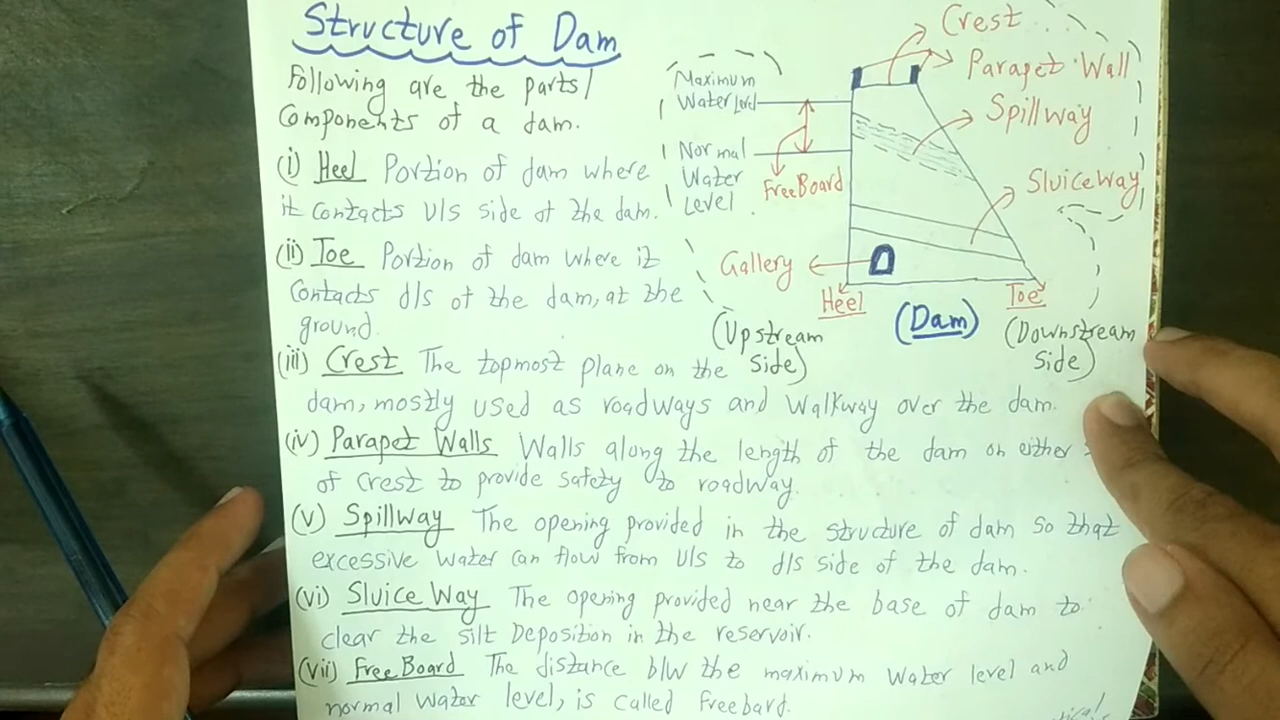 Structure of Dam
Following are the parts/
Components of a dam.
(i) Heel Portion of dam where
it contacts U/s side of the dam.
(ii) Toe Portion of dam where it
Contacts d/s of the dam, at the
ground.
(iii) Crest The topmost plane on the
dam, mostly used as roadways and Walkway over the dam.
(iv) Parapet Walls Walls along the length of the dam on either
of Crest to provide safety to roadway.
(v) Spillway The opening provided in the structure of dam so that
excessive Water can flow from U/s to d/s side of the dam.
(vi) Sluice Way The opening provided near the base of dam to
clear the silt Deposition in the reservoir.
(vii) Free Board The distance b/w the maximum Water level and
normal water level, is called Freebard.
Crest
Parapet Wall
Maximum
Water level
Spillway
Normal
Water
Level
Free Board
Sluice Way
Gallery
Heel
Toe
(Dam)
(Upstream
Side)
(Downstream
Side)